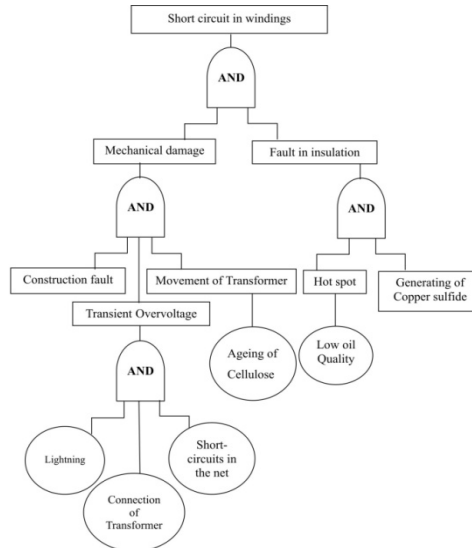 Short circuit in windings
AND
Mechanical damage
Fault in insulation
AND
AND
Construction fault
Movement of Transformer
Hot spot
Generating of
Copper sulfide
Transient Overvoltage
Ageing of
Cellulose
Low oil
Quality
AND
Lightning
Short-
circuits in
the net
Connection
of
Transformer